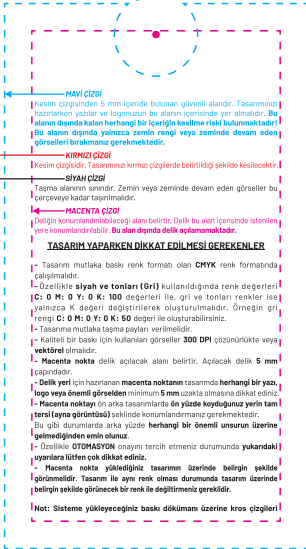 MAVİ ÇİZGİ
Kesim çizgisinden 5 mm içeride bulunan güvenli alandır. Tasarımınızı
hazırlarken yazılar ve logonuzun bu alanın içerisinde yer almalıdır. Bu
alanın dışında kalan herhangi bir içeriğin kesilme riski bulunmaktadır!
Bu alanın dışında yalnızca zemin rengi veya zeminde devam eden
görselleri bırakmanız gerekmektedir.
KIRMIZI ÇİZGİ
Kesim çizgisidir. Tasarımınızı kırmızı çizgilerde belirtildiği şekilde kesilecektir.
SİYAH ÇİZGİ
Taşma alanının sınırıdır. Zemin veya zeminde devam eden görseller bu
çerçeveye kadar taşırılmalıdır.
MACENTA ÇİZGİ
Deliğin konumlandırılabileceği alanı belirtir. Delik bu alan içerisinde istenilen
yere konumlandırılabilir. Bu alan dışında delik açılamamaktadır.
TASARIM YAPARKEN DİKKAT EDİLMESİ GEREKENLER
- Tasarım mutlaka baskı renk formatı olan CMYK renk formatında
çalışılmalıdır.
- Özellikle siyah ve tonları (Gri) kullanıldığında renk değerleri
C: 0 M: 0 Y: 0 K: 100 değerleri ile, gri ve tonları renkler ise
yalnızca K değeri değiştirilerek oluşturulmalıdır. Örneğin gri
rengi C: 0 M: 0 Y: 0 K: 50 değeri ile oluşturabilirsiniz.
- Tasarıma mutlaka taşma payları verilmelidir.
- Kaliteli bir baskı için kullanılan görseller 300 DPI çözünürlükte veya
vektörel olmalıdır.
- Macenta nokta delik açılacak alanı belirtir. Açılacak delik 5 mm
çapındadır.
- Delik yeri için hazırlanan macenta noktanın tasarımda herhangi bir yazı,
logo veya önemli görselden minimum 5 mm uzakta olmasına dikkat ediniz.
- Macenta noktayı ön arka tasarımlarda ön yüzde koyduğunuz yerin tam
tersi (ayna görüntüsü) şeklinde konumlandırmanız gerekmektedir.
Bu gibi durumlarda arka yüzde herhangi bir önemli unsurun üzerine
gelmediğinden emin olunuz.
- Özellikle OTOMASYON onayını tercih etmeniz durumunda yukarıdaki
uyarılara lütfen çok dikkat ediniz.
- Macenta nokta yüklediğiniz tasarımın üzerinde belirgin şekilde
görünmelidir. Tasarım ile aynı renk olması durumunda tasarım üzerinde
belirgin şekilde görünecek bir renk ile değiştirmeniz gereklidir.
Not: Sisteme yükleyeceğiniz baskı dökümanı üzerine kros çizgileri